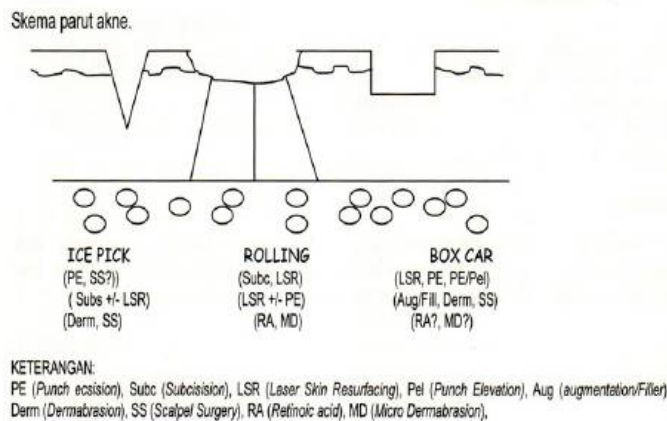 Skema parut akne.
ICE PICK
(PE, SS?))
( Subs +/- LSR)
(Derm, SS)
ROLLING
(Subc, LSR)
(LSR +/- PE)
(RA, MD)
BOX CAR
(LSR, PE, PE/Pel)
(Aug/Fill, Derm, SS)
(RA?, MD?)
KETERANGAN:
PE (Punch ecsision), Subc (Subcisision), LSR (Laser Skin Resurfacing), Pel (Punch Elevation), Aug (augmentation/Filler)
Derm (Dermabrasion), SS (Scalpel Surgery), RA (Retinoic acid), MD (Micro Dermabrasion),